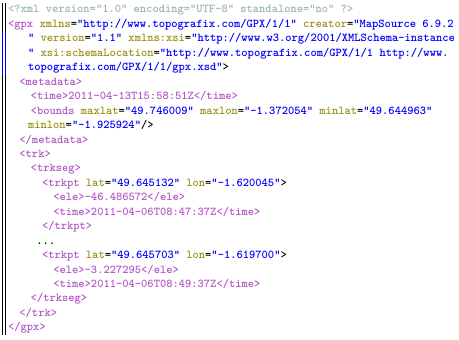 <?xml version="1.0" encoding="UTF-8" standalone="no" ?>
<gpx xmlns="http://www.topografix.com/GPX/1/1" creator="MapSource 6.9.2
" version="1.1" xmlns:xsi="http://www.w3.org/2001/XMLSchema-instance
" xsi:schemaLocation="http://www.topografix.com/GPX/1/1 http://www.
topografix.com/GPX/1/1/gpx.xsd">
<metadata>
<time>2011-04-13T15:58:51Z</time>
<bounds maxlat="49.746009" maxlon="-1.372054" minlat="49.644963"
minlon="-1.925924"/>
</metadata>
<trk>
<trkseg>
<trkpt lat="49.645132" lon="-1.620045">
<ele>-46.486572</ele>
<time>2011-04-06T08:47:37Z</time>
</trkpt>
...
<trkpt lat="49.645703" lon="-1.619700">
<ele>-3.227295</ele>
<time>2011-04-06T08:49:37Z</time>
</trkseg>
</trk>
</gpx>